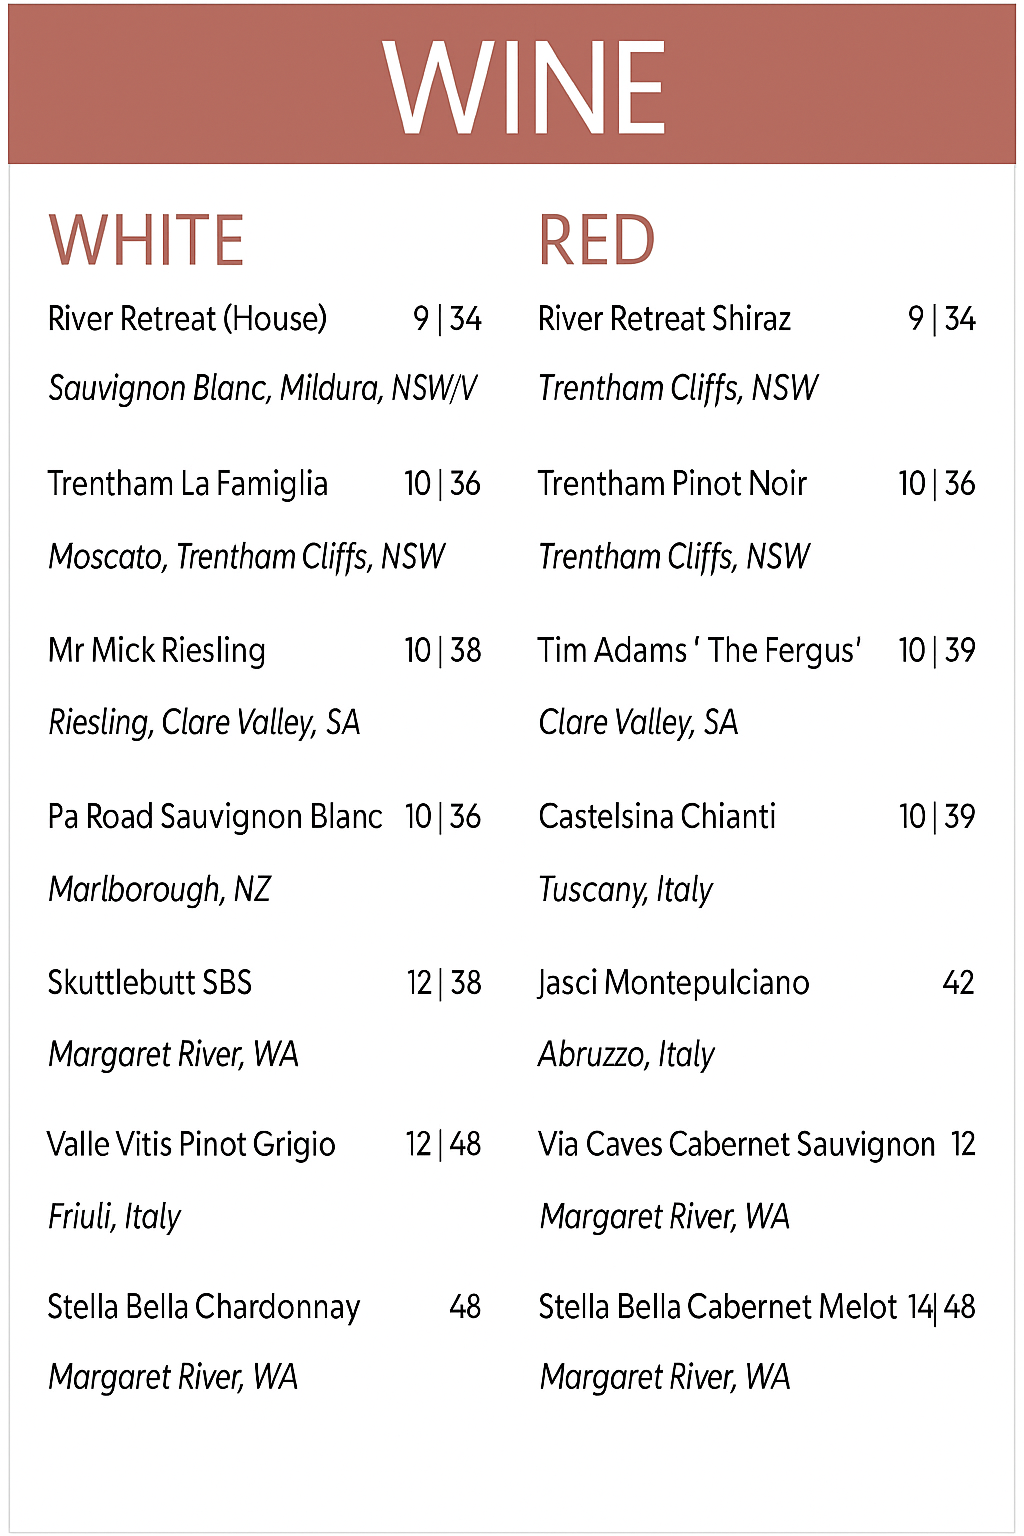 WINE
WHITE
River Retreat (House) 9 | 34
Sauvignon Blanc, Mildura, NSW/V
Trentham La Famiglia 10 | 36
Moscato, Trentham Cliffs, NSW
Mr Mick Riesling 10 | 38
Riesling, Clare Valley, SA
Pa Road Sauvignon Blanc 10 | 36
Marlborough, NZ
Skuttlebutt SBS 12 | 38
Margaret River, WA
Valle Vitis Pinot Grigio 12 | 48
Friuli, Italy
Stella Bella Chardonnay 48
Margaret River, WA
RED
River Retreat Shiraz 9 | 34
Trentham Cliffs, NSW
Trentham Pinot Noir 10 | 36
Trentham Cliffs, NSW
Tim Adams ‘ The Fergus’ 10 | 39
Clare Valley, SA
Castelsina Chianti 10 | 39
Tuscany, Italy
Jasci Montepulciano 42
Abruzzo, Italy
Via Caves Cabernet Sauvignon 12
Margaret River, WA
Stella Bella Cabernet Melot 14| 48
Margaret River, WA